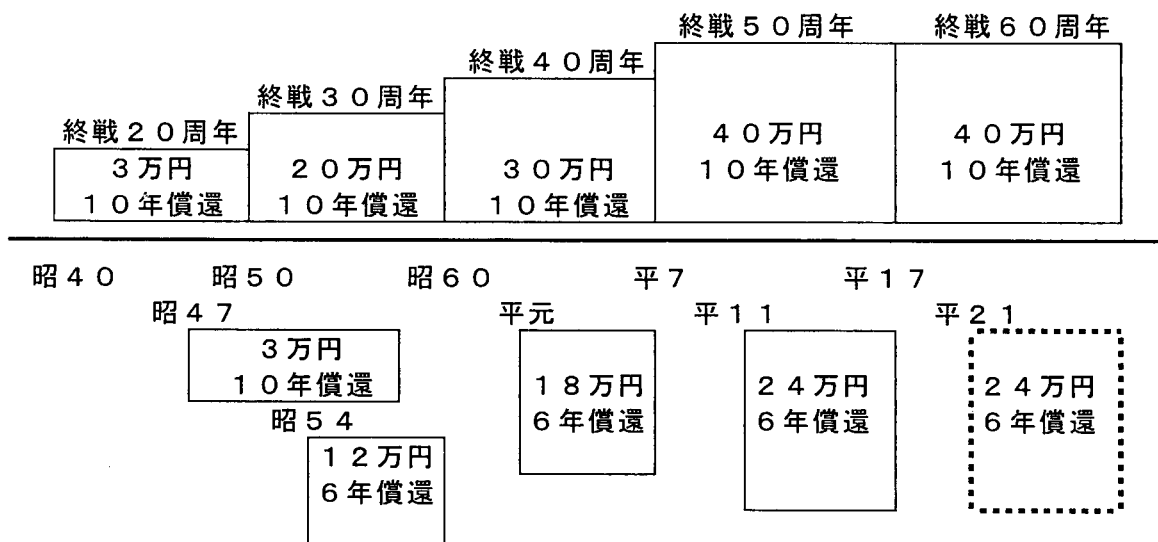 終戦２０周年
３万円
１０年償還
終戦３０周年
２０万円
１０年償還
終戦４０周年
３０万円
１０年償還
終戦５０周年
４０万円
１０年償還
終戦６０周年
４０万円
１０年償還
昭４０　昭５０　昭６０　平７　平１７
昭４７
３万円
１０年償還
昭５４
１２万円
６年償還
平元
１８万円
６年償還
平１１
２４万円
６年償還
平２１
２４万円
６年償還